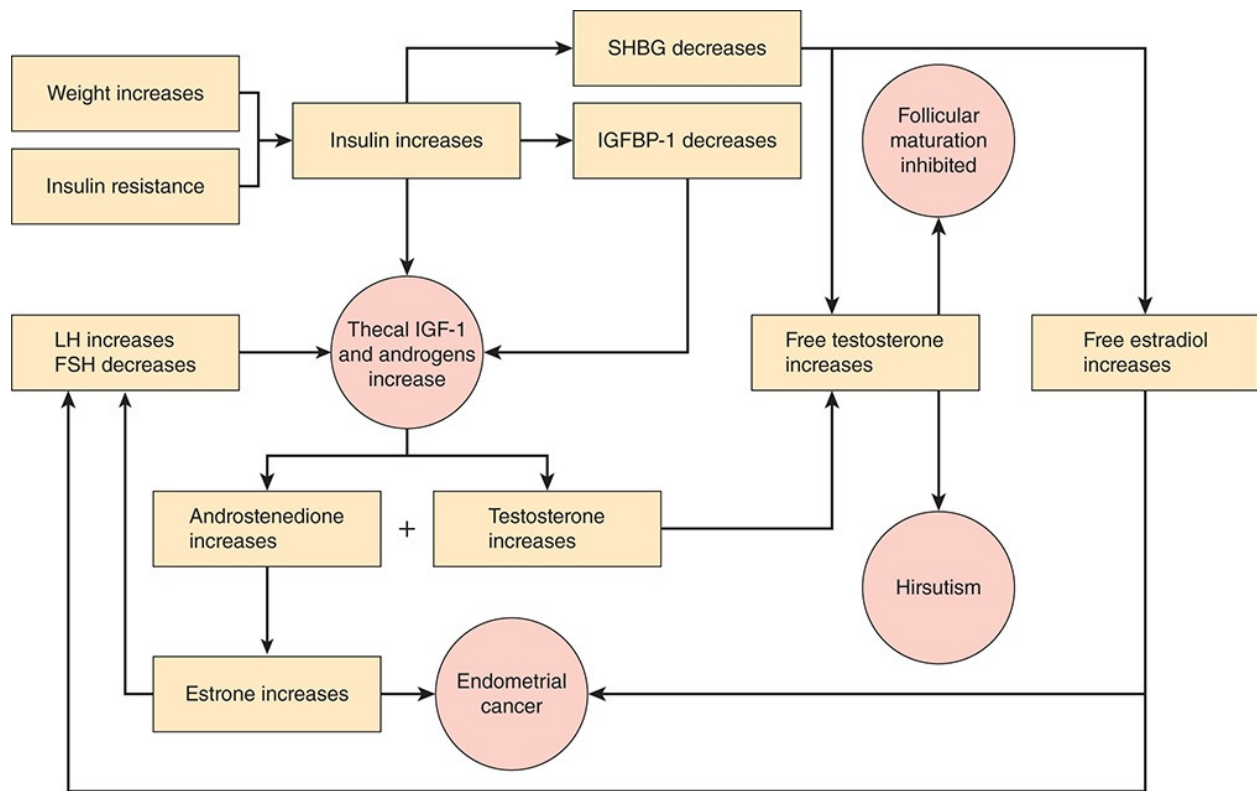 SHBG decreases
Weight increases
Insulin increases
IGFBP-1 decreases
Insulin resistance
Follicular
maturation
inhibited
LH increases
FSH decreases
Thecal IGF-1
and androgens
increase
Free testosterone
increases
Free estradiol
increases
Androstenedione
increases
+
Testosterone
increases
Hirsutism
Estrone increases
Endometrial
cancer